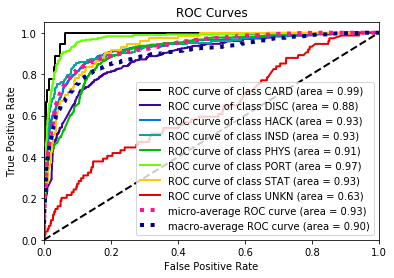 ROC Curves
True Positive Rate
1.0
0.8
0.6
0.4
0.2
0.0
ROC curve of class CARD (area = 0.99)
ROC curve of class DISC (area = 0.88)
ROC curve of class HACK (area = 0.93)
ROC curve of class INSD (area = 0.93)
ROC curve of class PHYS (area = 0.91)
ROC curve of class PORT (area = 0.97)
ROC curve of class STAT (area = 0.93)
ROC curve of class UNKN (area = 0.63)
micro-average ROC curve (area = 0.93)
macro-average ROC curve (area = 0.90)
0.0 0.2 0.4 0.6 0.8 1.0
False Positive Rate